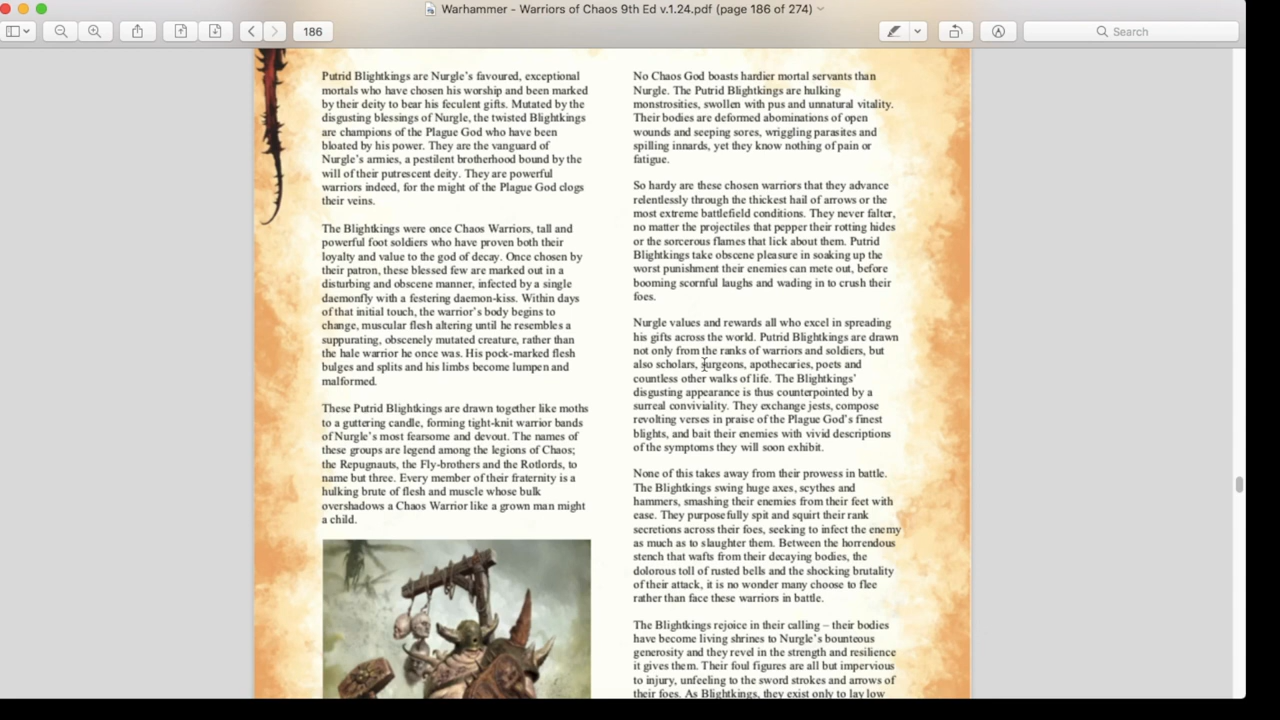 Warhammer - Warriors of Chaos 9th Ed v.1.24.pdf (page 186 of 274)
186
Search
Putrid Blightkings are Nurgle's favoured, exceptional
mortals who have chosen his worship and been marked
by their deity to bear his feculent gifts. Mutated by the
disgusting blessings of Nurgle, the twisted Blightkings
are champions of the Plague God who have been
bloated by his power. They are the vanguard of
Nurgle's armies, a pestilent brotherhood bound by the
will of their putrescent deity. They are powerful
warriors indeed, for the might of the Plague God clogs
their veins.
The Blightkings were once Chaos Warriors, tall and
powerful foot soldiers who have proven both their
loyalty and value to the god of decay. Once chosen by
their patron, these blessed few are marked out in a
disturbing and obscene manner, infected by a single
daemonfly with a festering daemon-kiss. Within days
of that initial touch, the warrior's body begins to
change, muscular flesh altering until he resembles a
suppurating, obscenely mutated creature, rather than
the hale warrior he once was. His pock-marked flesh
bulges and splits and his limbs become lumpen and
malformed.
These Putrid Blightkings are drawn together like moths
to a guttering candle, forming tight-knit warrior bands
of Nurgle's most fearsome and devout. The names of
these groups are legend among the legions of Chaos;
the Repugnauts, the Fly-brothers and the Rotlords, to
name but three. Every member of their fraternity is a
hulking brute of flesh and muscle whose bulk
overshadows a Chaos Warrior like a grown man might
a child.
No Chaos God boasts hardier mortal servants than
Nurgle. The Putrid Blightkings are hulking
monstrosities, swollen with pus and unnatural vitality.
Their bodies are deformed abominations of open
wounds and seeping sores, wriggling parasites and
spilling innards, yet they know nothing of pain or
fatigue.
So hardy are these chosen warriors that they advance
relentlessly through the thickest hail of arrows or the
most extreme battlefield conditions. They never falter,
no matter the projectiles that pepper their rotting hides
or the sorcerous flames that lick about them. Putrid
Blightkings take obscene pleasure in soaking up the
worst punishment their enemies can mete out, before
booming scornful laughs and wading in to crush their
foes.
Nurgle values and rewards all who excel in spreading
his gifts across the world. Putrid Blightkings are drawn
not only from the ranks of warriors and soldiers, but
also scholars, surgeons, apothecaries, poets and
countless other walks of life. The Blightkings'
disgusting appearance is thus counterpointed by a
surreal conviviality. They exchange jests, compose
revolting verses in praise of the Plague God's finest
blights, and bait their enemies with vivid descriptions
of the symptoms they will soon exhibit.
None of this takes away from their prowess in battle.
The Blightkings swing huge axes, scythes and
hammers, smashing their enemies from their feet with
ease. They purposefully spit and squirt their rank
secretions across their foes, seeking to infect the enemy
as much as to slaughter them. Between the horrendous
stench that wafts from their decaying bodies, the
dolorous toll of rusted bells and the shocking brutality
of their attack, it is no wonder many choose to flee
rather than face these warriors in battle.
The Blightkings rejoice in their calling – their bodies
have become living shrines to Nurgle's bounteous
generosity and they revel in the strength and resilience
it gives them. Their foul figures are all but impervious
to injury, unfeeling to the sword strokes and arrows of
their foes. As Blightkings, they exist only to lay low